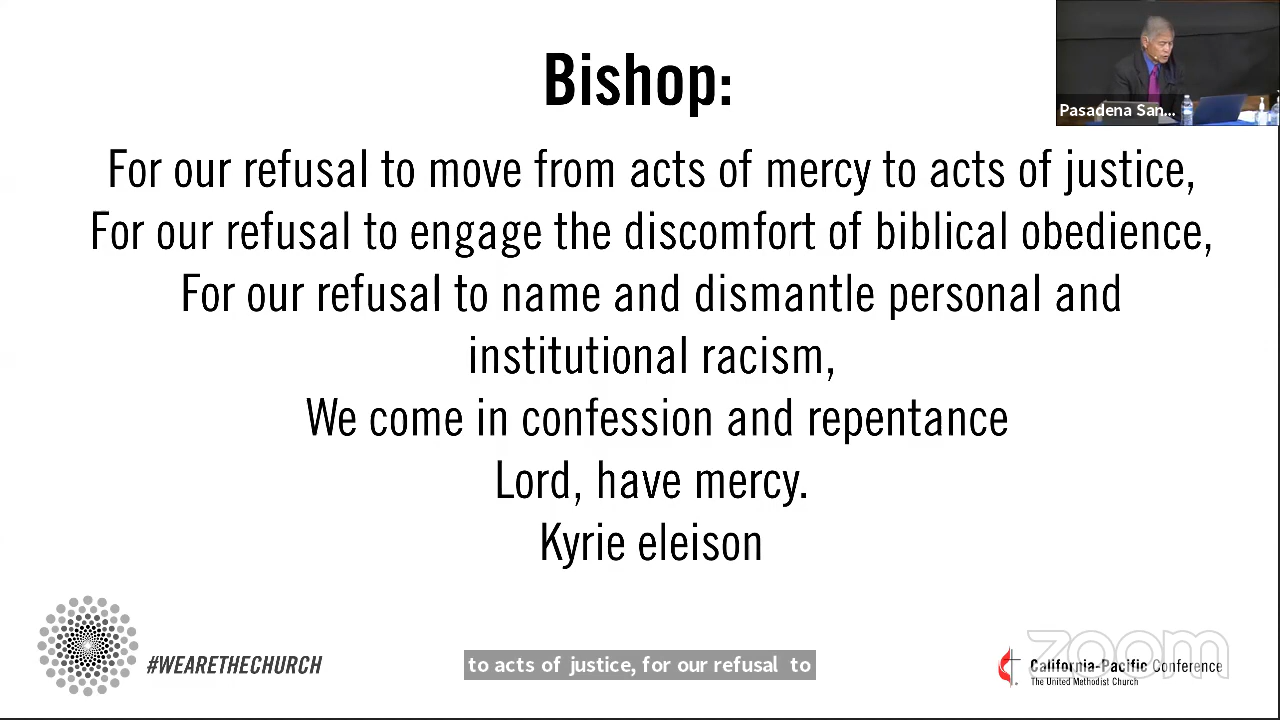 Bishop:
Pasadena San...
For our refusal to move from acts of mercy to acts of justice,
For our refusal to engage the discomfort of biblical obedience,
For our refusal to name and dismantle personal and
institutional racism,
We come in confession and repentance
Lord, have mercy.
Kyrie eleison
#WEARETHECHURCH
to acts of justice, for our refusal to
zoom
California-Pacific Conference
The United Methodist Church